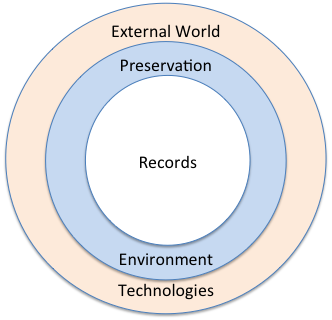 External World
Preservation
Records
Environment
Technologies